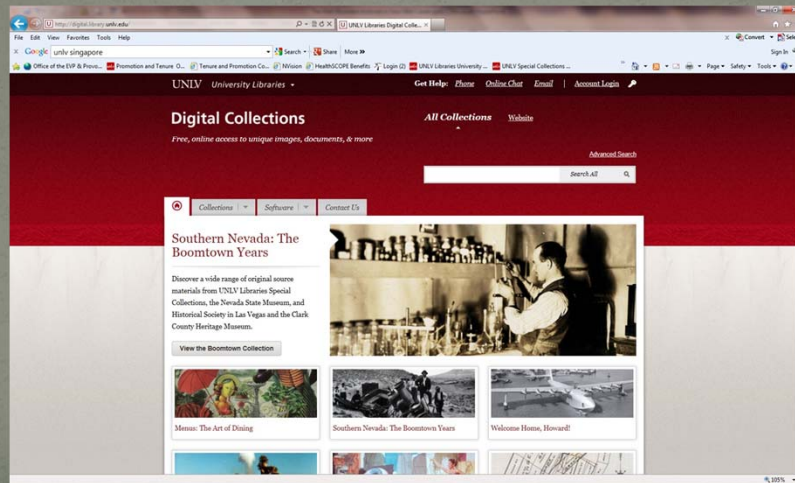 http://digital.library.unlv.edu/
UNLV Libraries Digital Colle...
File Edit View Favorites Tools Help
Convert
Google unlv singapore
Search Share More »
Sign In
Office of the EVP & Provo... Promotion and Tenure O... Tenure and Promotion Co... NVision HealthSCOPE Benefits Login (2) UNLV Libraries University ... UNLV Special Collections ...
Page Safety Tools
UNLV University Libraries
Get Help: Phone Online Chat Email | Account Login
Digital Collections
Free, online access to unique images, documents, & more
All Collections Website
Advanced Search
Search All
Collections Software Contact Us
Southern Nevada: The
Boomtown Years
Discover a wide range of original source
materials from UNLV Libraries Special
Collections, the Nevada State Museum, and
Historical Society in Las Vegas and the Clark
County Heritage Museum.
View the Boomtown Collection
Menus: The Art of Dining
Southern Nevada: The Boomtown Years
Welcome Home, Howard!
105%